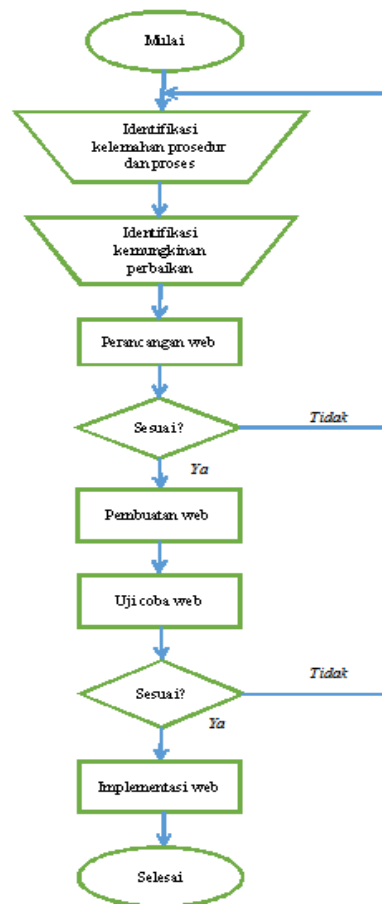 Mulai
Identifikasi
kelemahan prosedur
dan proses
Identifikasi
kemungkinan
perbaikan
Perancangan web
Sesuai?
Tidak
Ya
Pembuatan web
Uji coba web
Sesuai?
Tidak
Ya
Implementasi web
Selesai